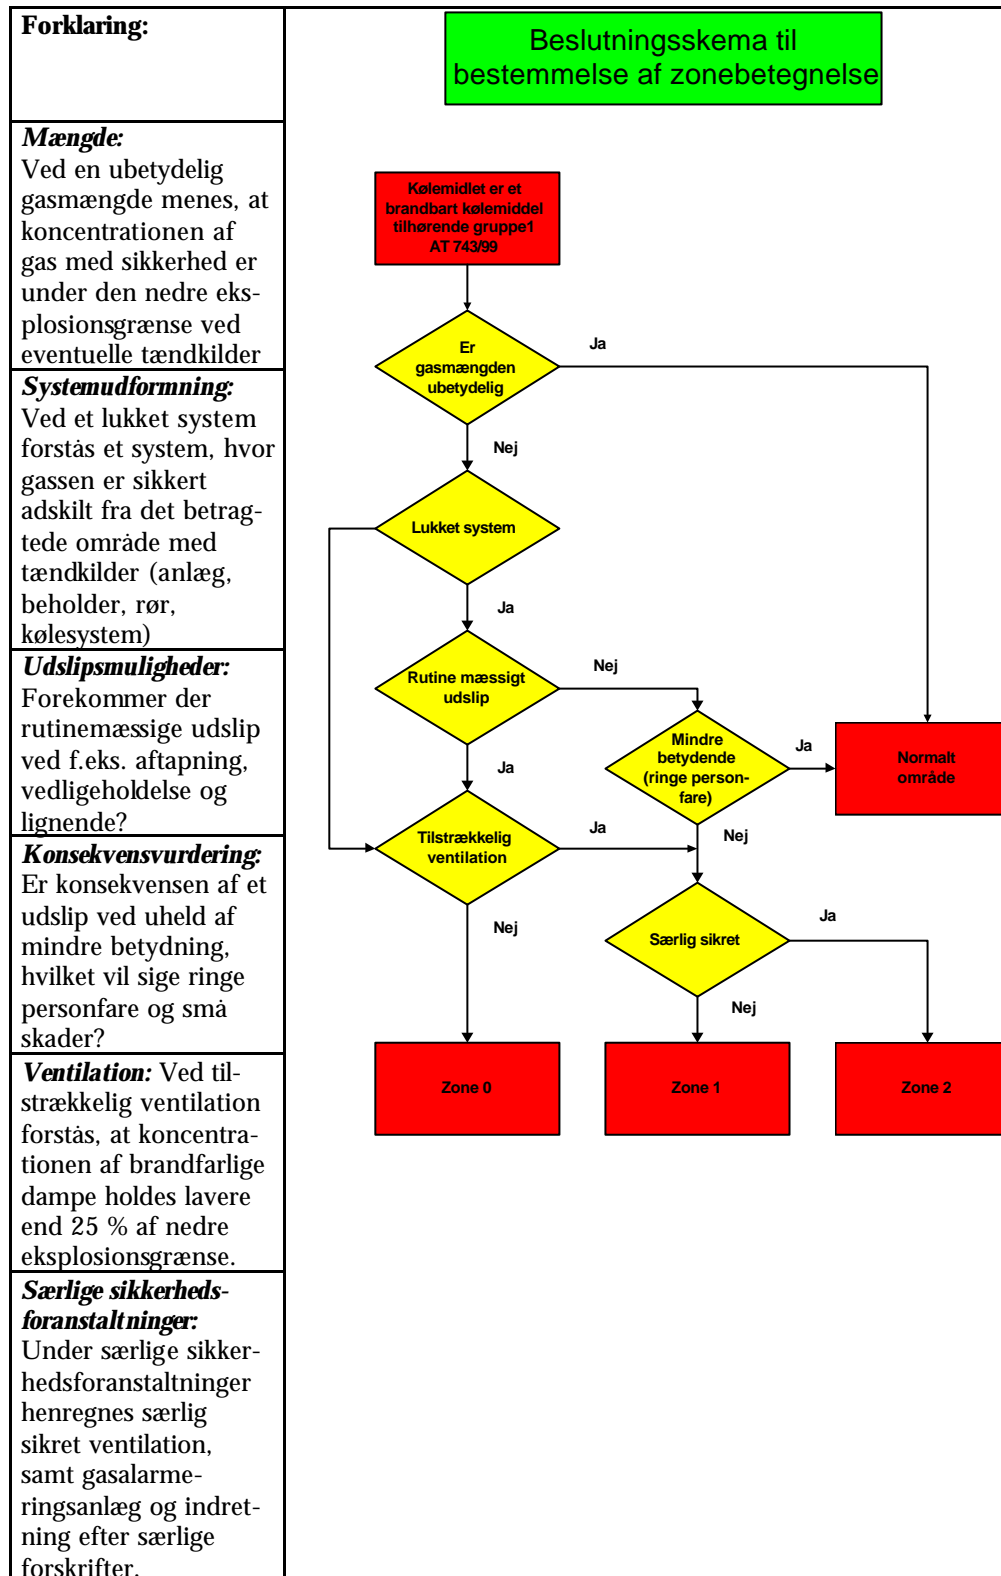 Forklaring:
Mængde:
Ved en ubetydelig
gasmængde menes, at
koncentrationen af
gas med sikkerhed er
under den nedre eks-
plosionsgrænse ved
eventuelle tændkilder
Systemudformning:
Ved et lukket system
forstås et system, hvor
gassen er sikkert
adskilt fra det betrag-
tede område med
tændkilder (anlæg,
beholder, rør,
kølesystem)
Udslipsmuligheder:
Forekommer der
rutinemæssige udslip
ved f.eks. aftapning,
vedligeholdelse og
lignende?
Konsekvensvurdering:
Er konsekvensen af et
udslip ved uheld af
mindre betydning,
hvilket vil sige ringe
personfare og små
skader?
Ventilation: Ved til-
strækkelig ventilation
forstås, at koncentra-
tionen af brandfarlige
dampe holdes lavere
end 25 % af nedre
eksplosionsgrænse.
Særlige sikkerheds-
foranstaltninger:
Under særlige sikker-
hedsforanstaltninger
henregnes særlig
sikret ventilation,
samt gasalarme-
ringsanlæg og indret-
ning efter særlige
forskrifter.
Beslutningsskema til
bestemmelse af zonebetegnelse
Kølemidlet er et
brandbart kølemiddel
tilhørende gruppe1
AT 743/99
Er
gasmængden
ubetydelig
Ja
Nej
Lukket system
Ja
Rutine mæssigt
udslip
Nej
Ja
Mindre
betydende
(ringe person-
fare)
Ja
Nej
Normalt
område
Tilstrækkelig
ventilation
Ja
Nej
Særlig sikret
Ja
Nej
Zone 0
Zone 1
Zone 2